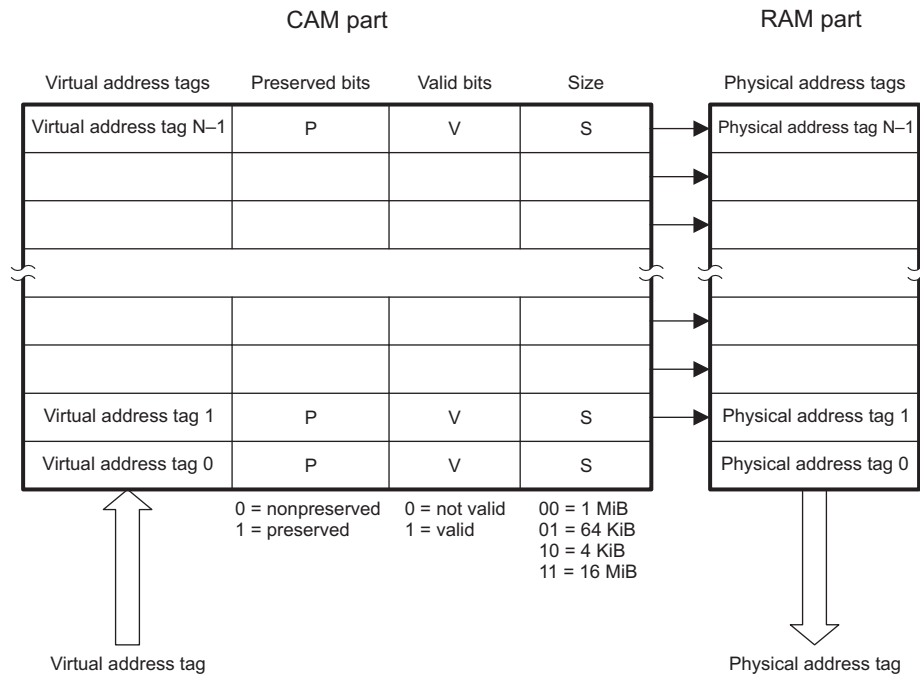 CAM part RAM part
Virtual address tags Preserved bits Valid bits Size Physical address tags
Virtual address tag N–1 P V S Physical address tag N–1
Virtual address tag 1 P V S Physical address tag 1
Virtual address tag 0 P V S Physical address tag 0
0 = nonpreserved 0 = not valid 00 = 1 MiB
1 = preserved 1 = valid 01 = 64 KiB
10 = 4 KiB
11 = 16 MiB
Virtual address tag Physical address tag